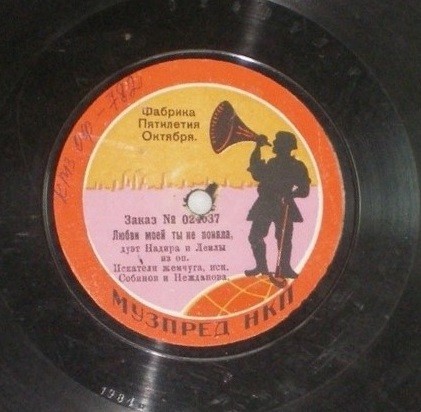 Фабрика
Пятилетия
Октября.
Заказ №
Любви моей ты не поняла,
дуэт Надира и Леилы
из оп.
Искатели жемчуга, исп.
Собинов и Нежданова.
МУЗПРЕД НКП